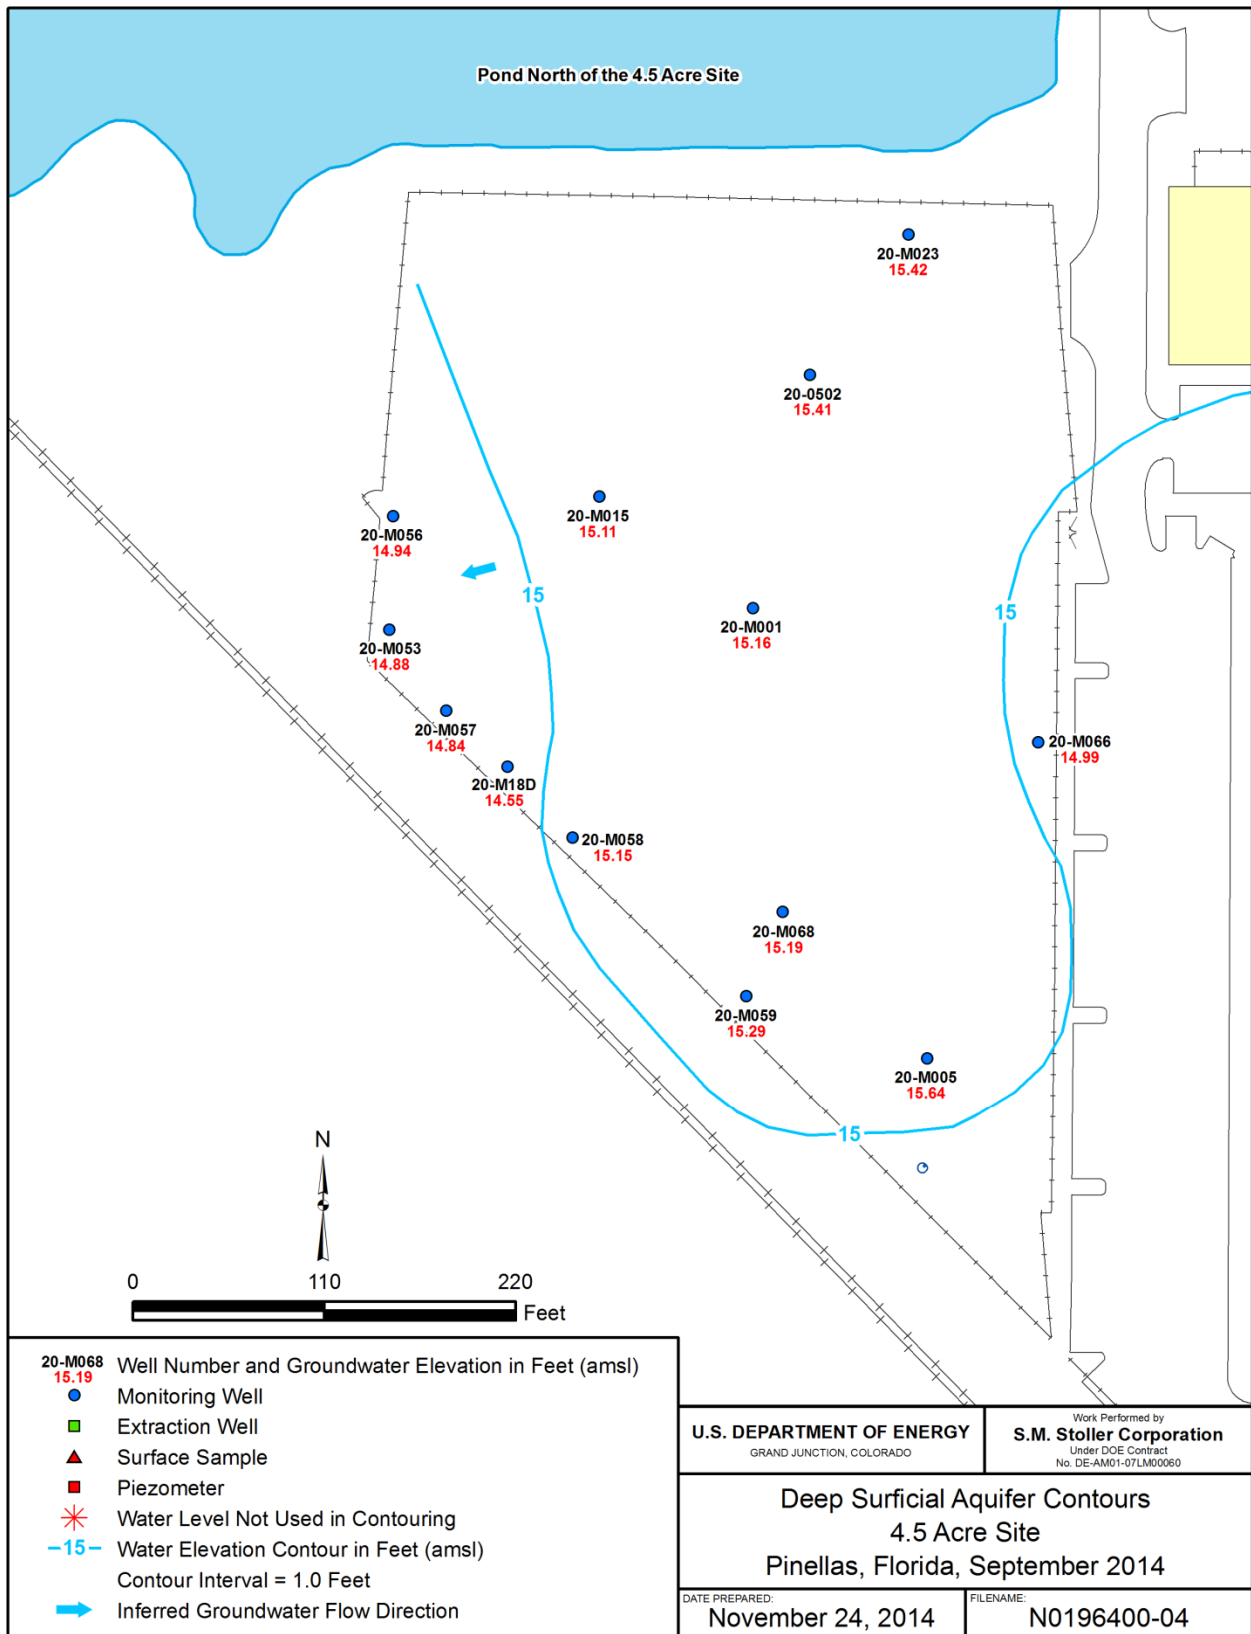 Pond North of the 4.5 Acre Site
20-M023
15.42
20-0502
15.41
20-M015
15.11
20-M056
14.94
15
15
20-M001
15.16
20-M053
14.88
20-M057
14.84
20-M066
14.99
20-M18D
14.55
20-M058
15.15
20-M068
15.19
20-M059
15.29
20-M005
15.64
15
N
0 110 220
Feet
20-M068
15.19
Well Number and Groundwater Elevation in Feet (amsl)
Monitoring Well
Extraction Well
Surface Sample
Piezometer
Water Level Not Used in Contouring
15 Water Elevation Contour in Feet (amsl)
Contour Interval = 1.0 Feet
Inferred Groundwater Flow Direction
U.S. DEPARTMENT OF ENERGY
GRAND JUNCTION, COLORADO
Work Performed by
S.M. Stoller Corporation
Under DOE Contract
No. DE-AM01-07LM00060
Deep Surficial Aquifer Contours
4.5 Acre Site
Pinellas, Florida, September 2014
DATE PREPARED:
November 24, 2014
FILENAME:
N0196400-04